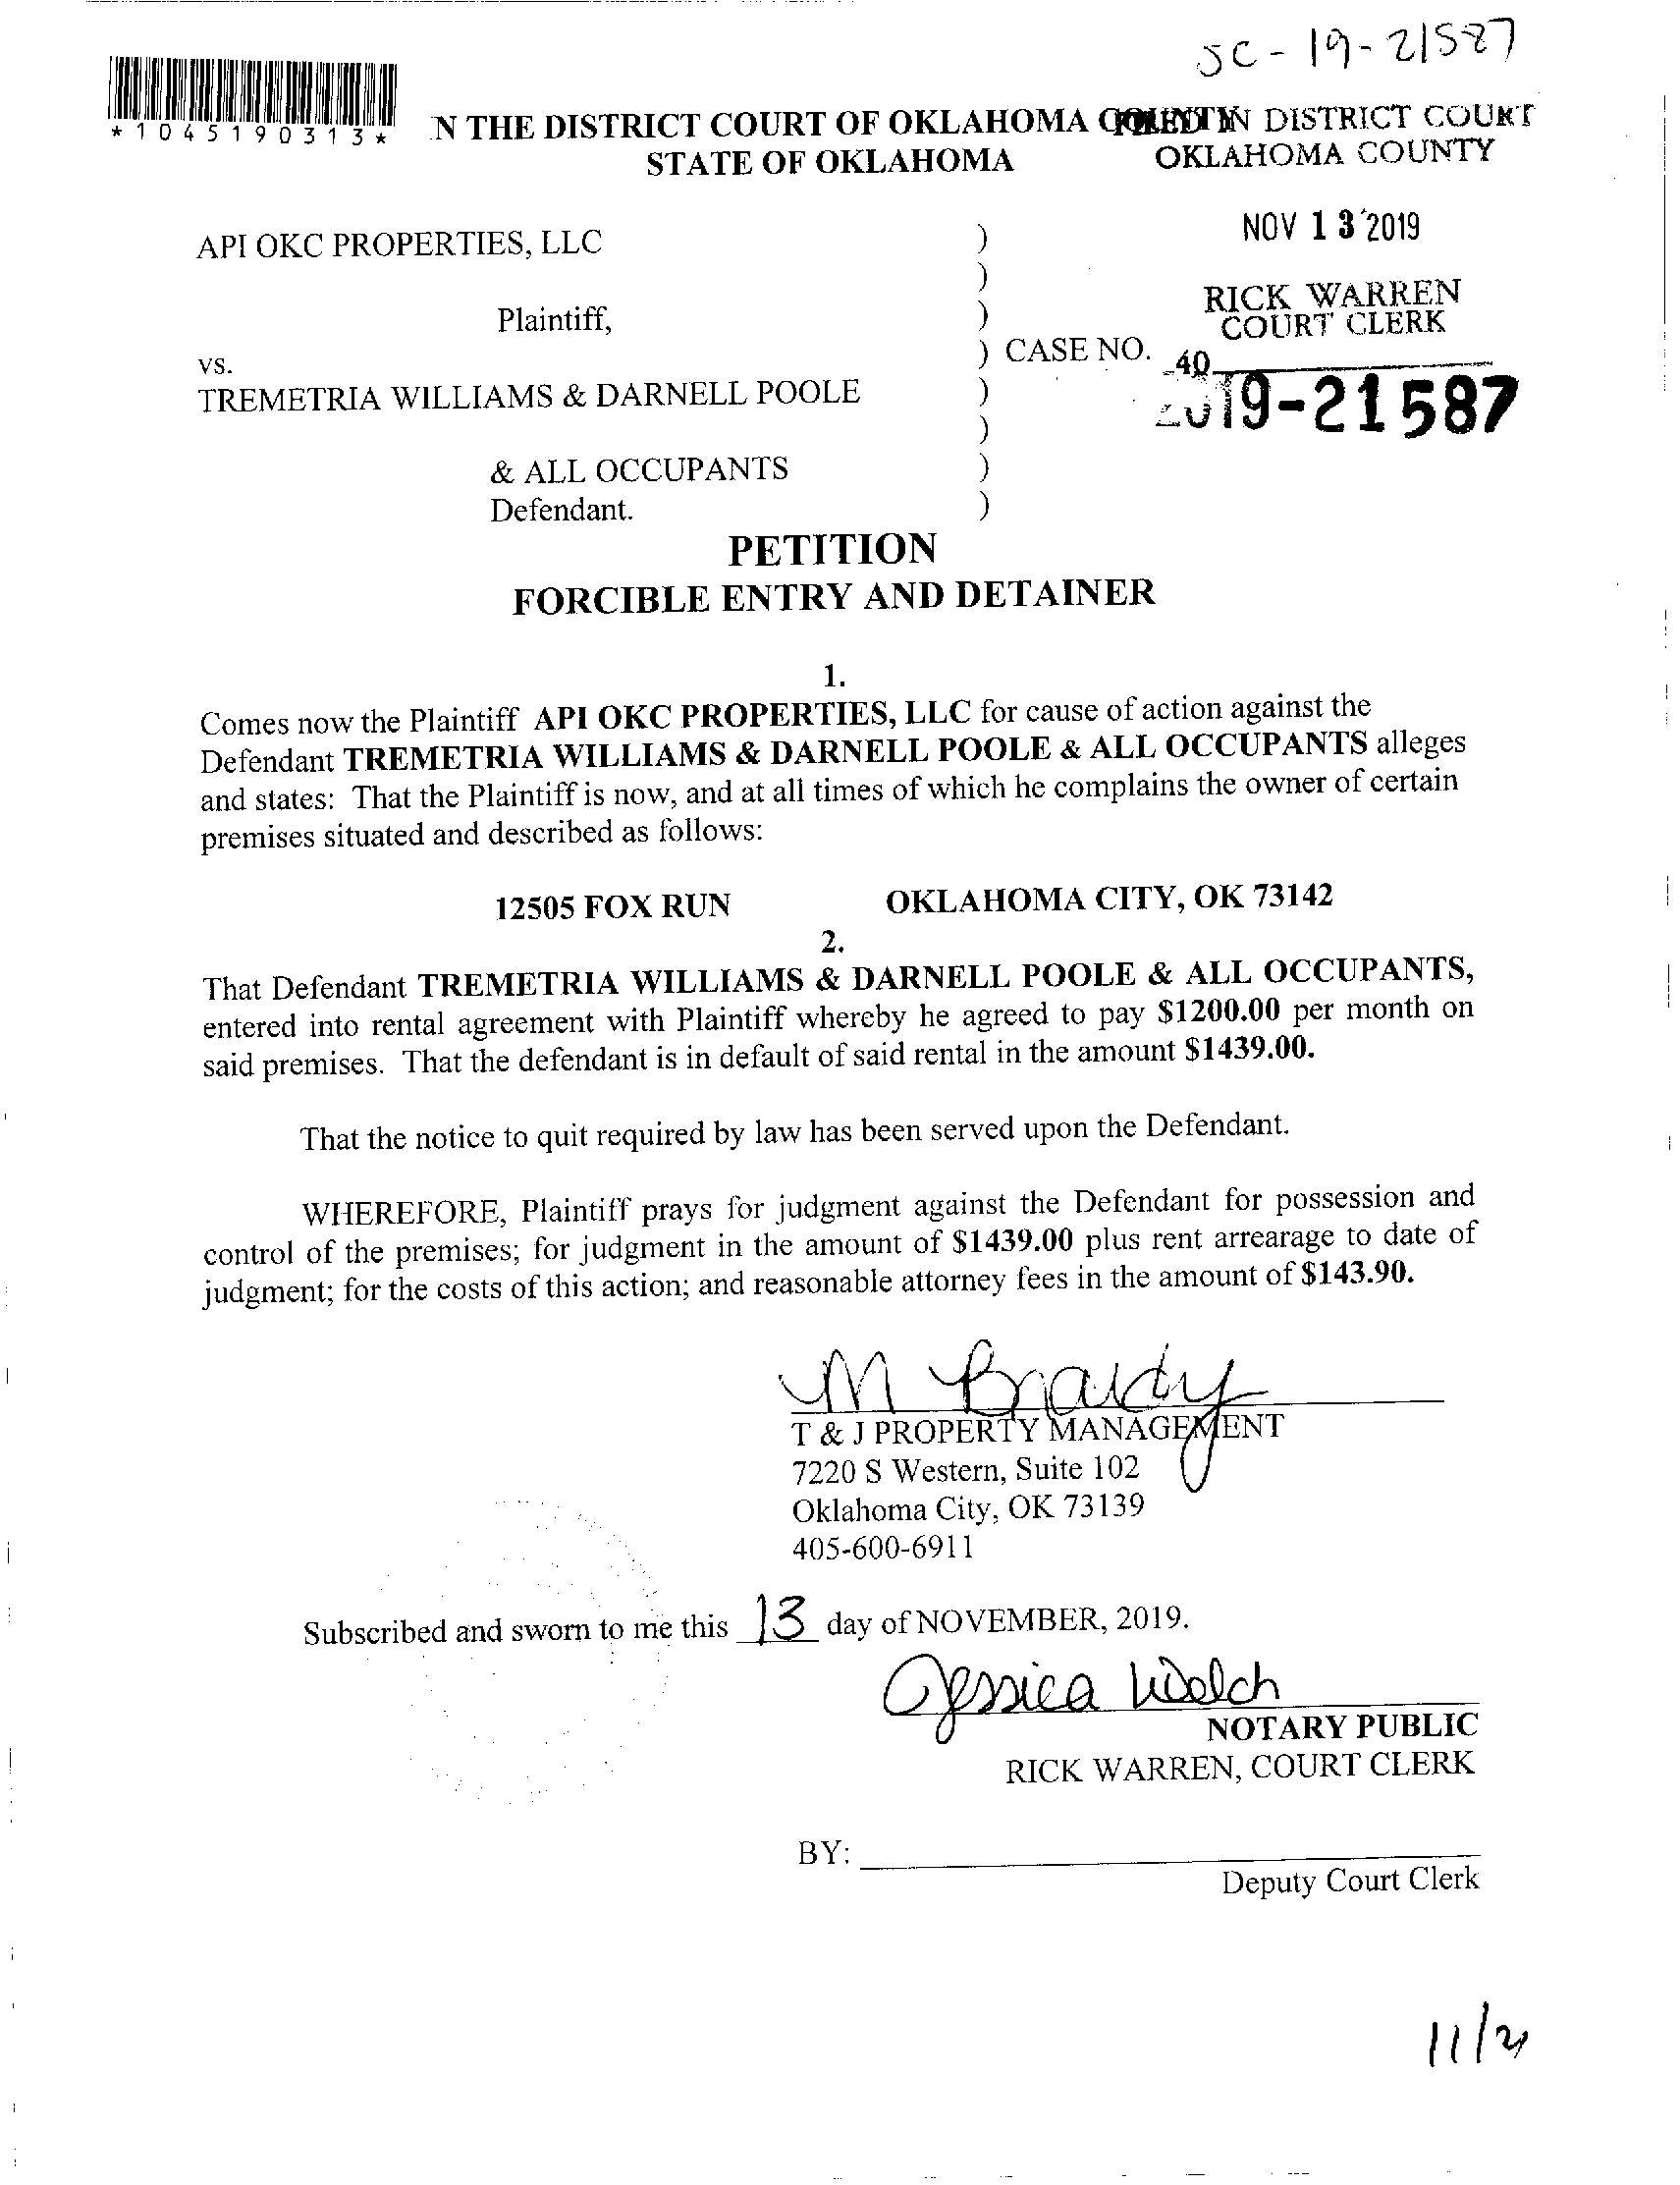 SC-19-21587
*1045190313*
N THE DISTRICT COURT OF OKLAHOMA COUNTY
STATE OF OKLAHOMA
FILED IN DISTRICT COURT
OKLAHOMA COUNTY
NOV 13 2019
RICK WARREN
COURT CLERK
40
2019-21587
API OKC PROPERTIES, LLC )
)
Plaintiff, )
vs. ) CASE NO.
TREMETRIA WILLIAMS & DARNELL POOLE )
)
& ALL OCCUPANTS )
Defendant. )
PETITION
FORCIBLE ENTRY AND DETAINER
1.
Comes now the Plaintiff API OKC PROPERTIES, LLC for cause of action against the
Defendant TREMETRIA WILLIAMS & DARNELL POOLE & ALL OCCUPANTS alleges
and states: That the Plaintiff is now, and at all times of which he complains the owner of certain
premises situated and described as follows:
12505 FOX RUN OKLAHOMA CITY, OK 73142
2.
That Defendant TREMETRIA WILLIAMS & DARNELL POOLE & ALL OCCUPANTS,
entered into rental agreement with Plaintiff whereby he agreed to pay $1200.00 per month on
said premises. That the defendant is in default of said rental in the amount $1439.00.
That the notice to quit required by law has been served upon the Defendant.
WHEREFORE, Plaintiff prays for judgment against the Defendant for possession and
control of the premises; for judgment in the amount of $1439.00 plus rent arrearage to date of
judgment; for the costs of this action; and reasonable attorney fees in the amount of $143.90.
M Brardy
T & J PROPERTY MANAGEMENT
7220 S Western, Suite 102
Oklahoma City, OK 73139
405-600-6911
Subscribed and sworn to me this 13 day of NOVEMBER, 2019.
Jessica Welch
NOTARY PUBLIC
RICK WARREN, COURT CLERK
BY:
Deputy Court Clerk